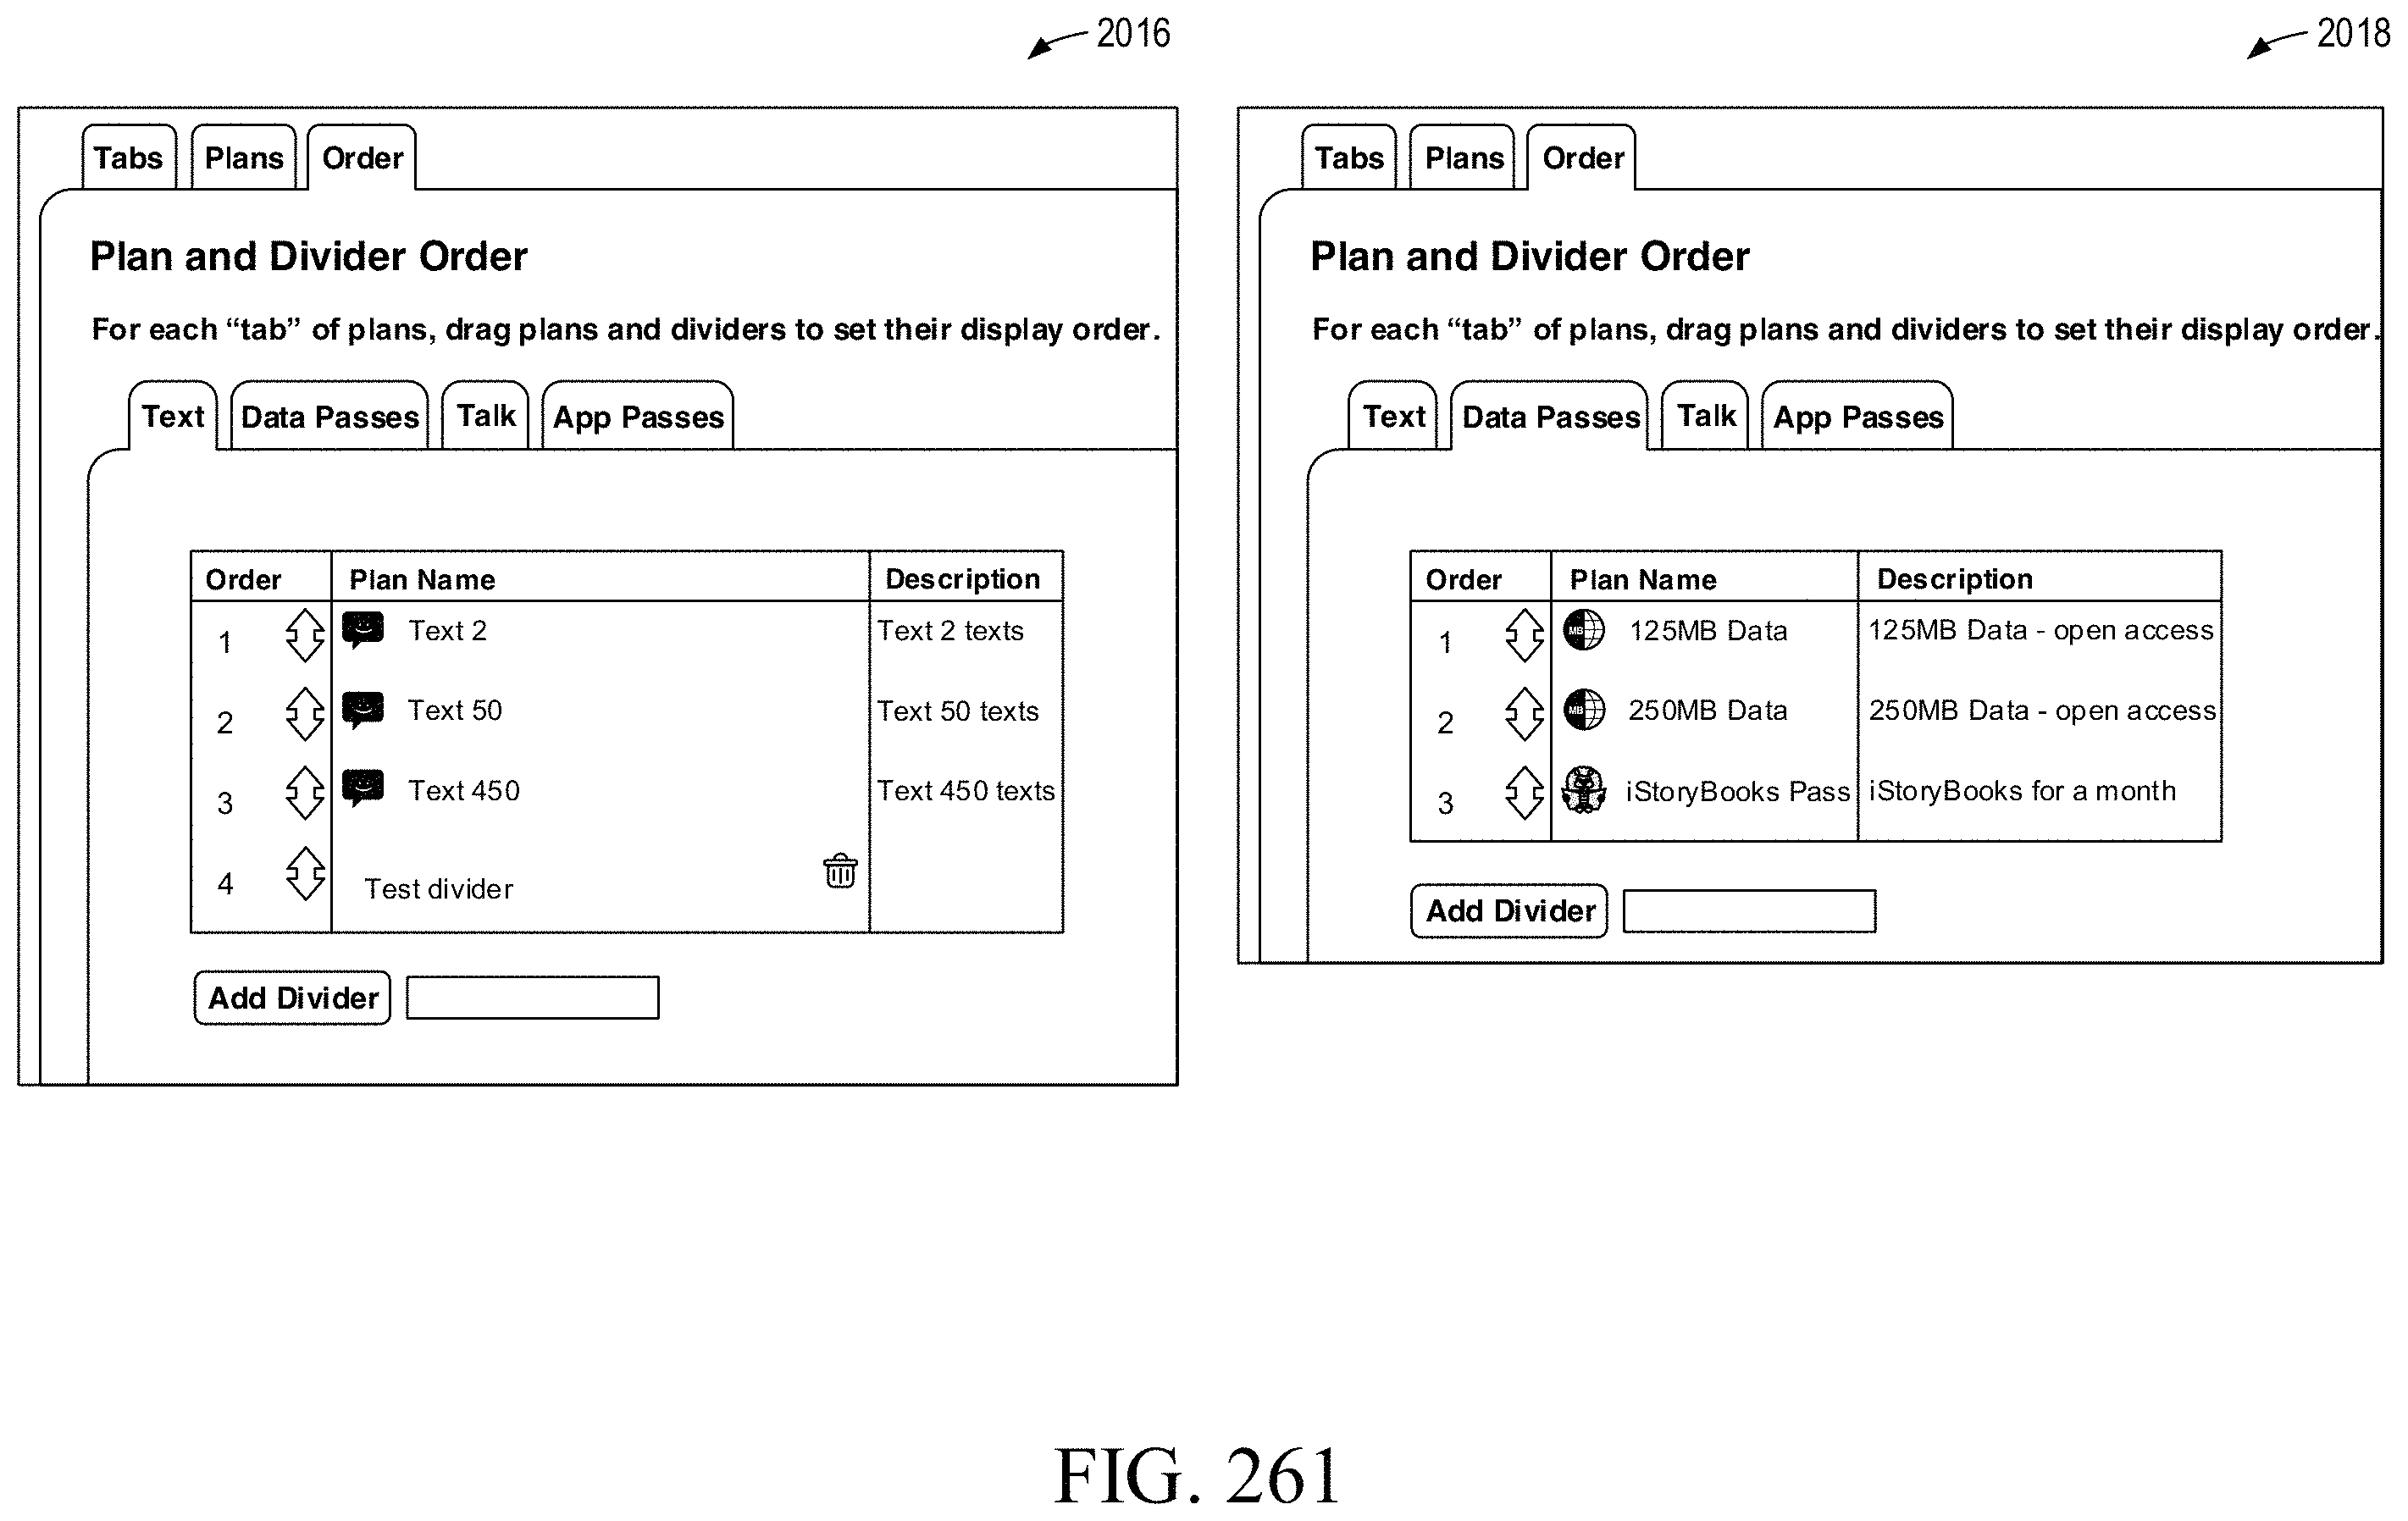 2016
Tabs Plans Order
Plan and Divider Order
For each “tab” of plans, drag plans and dividers to set their display order.
Text Data Passes Talk App Passes
Order Plan Name Description
1 Text 2 Text 2 texts
2 Text 50 Text 50 texts
3 Text 450 Text 450 texts
4 Test divider
Add Divider
2018
Tabs Plans Order
Plan and Divider Order
For each “tab” of plans, drag plans and dividers to set their display order.
Text Data Passes Talk App Passes
Order Plan Name Description
1 MB 125MB Data 125MB Data - open access
2 MB 250MB Data 250MB Data - open access
3 iStoryBooks Pass iStoryBooks for a month
Add Divider
FIG. 261